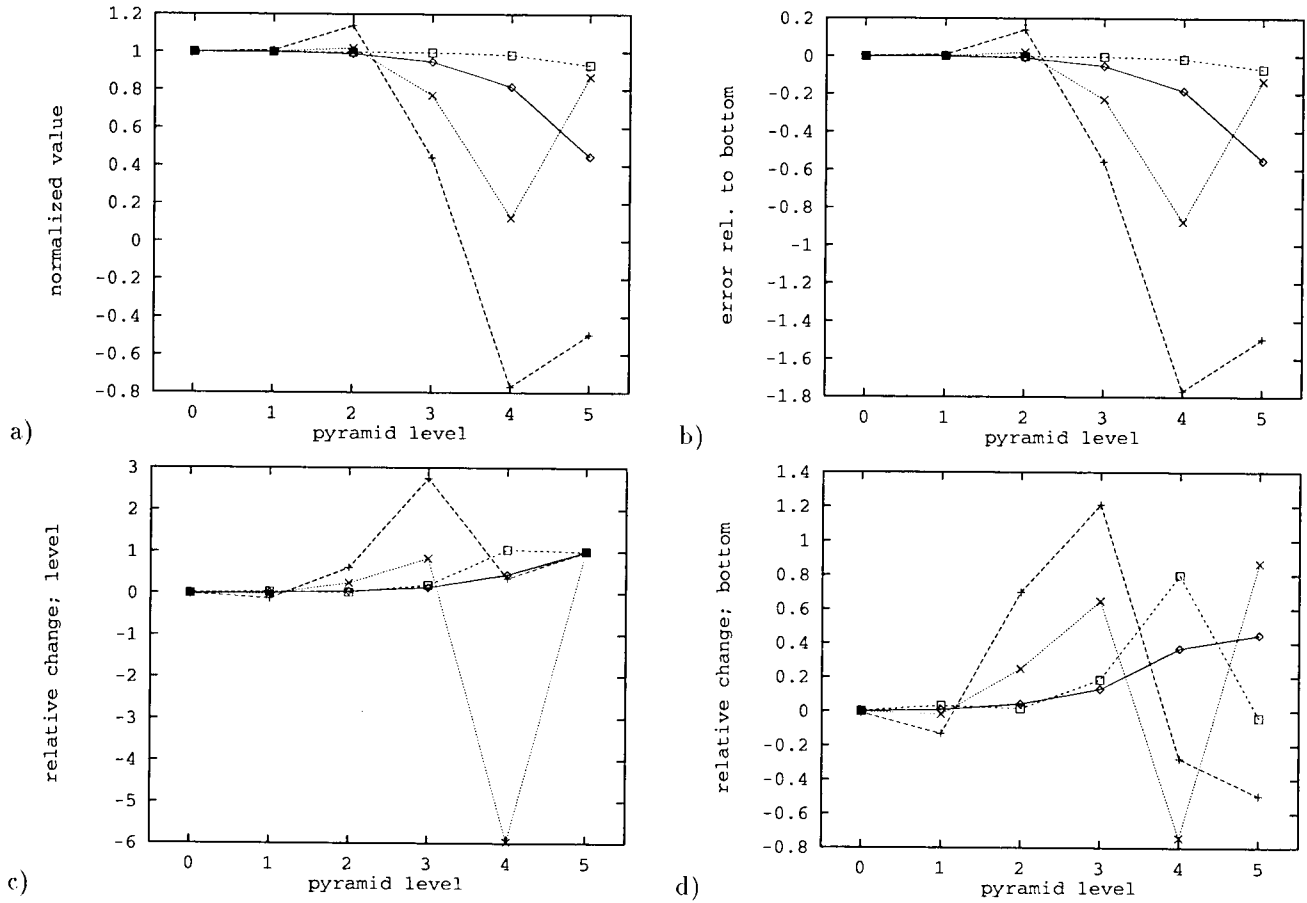 1.2
1
0.8
0.6
0.4
0.2
0
-0.2
-0.4
-0.6
-0.8
normalized value
0 1 2 3 4 5
pyramid level
a)
0.2
0
-0.2
-0.4
-0.6
-0.8
-1
-1.2
-1.4
-1.6
-1.8
error rel. to bottom
0 1 2 3 4 5
pyramid level
b)
3
2
1
0
-1
-2
-3
-4
-5
-6
relative change; level
0 1 2 3 4 5
pyramid level
c)
1.4
1.2
1
0.8
0.6
0.4
0.2
0
-0.2
-0.4
-0.6
-0.8
relative change; bottom
0 1 2 3 4 5
pyramid level
d)